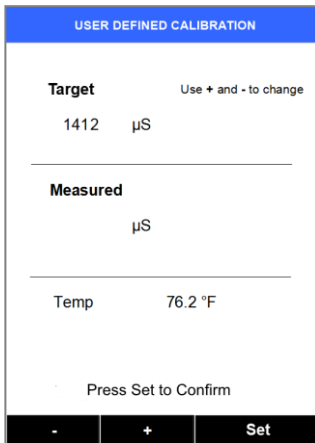 USER DEFINED CALIBRATION
Target Use + and - to change
1412 µS
Measured
µS
Temp 76.2 °F
Press Set to Confirm
- + Set